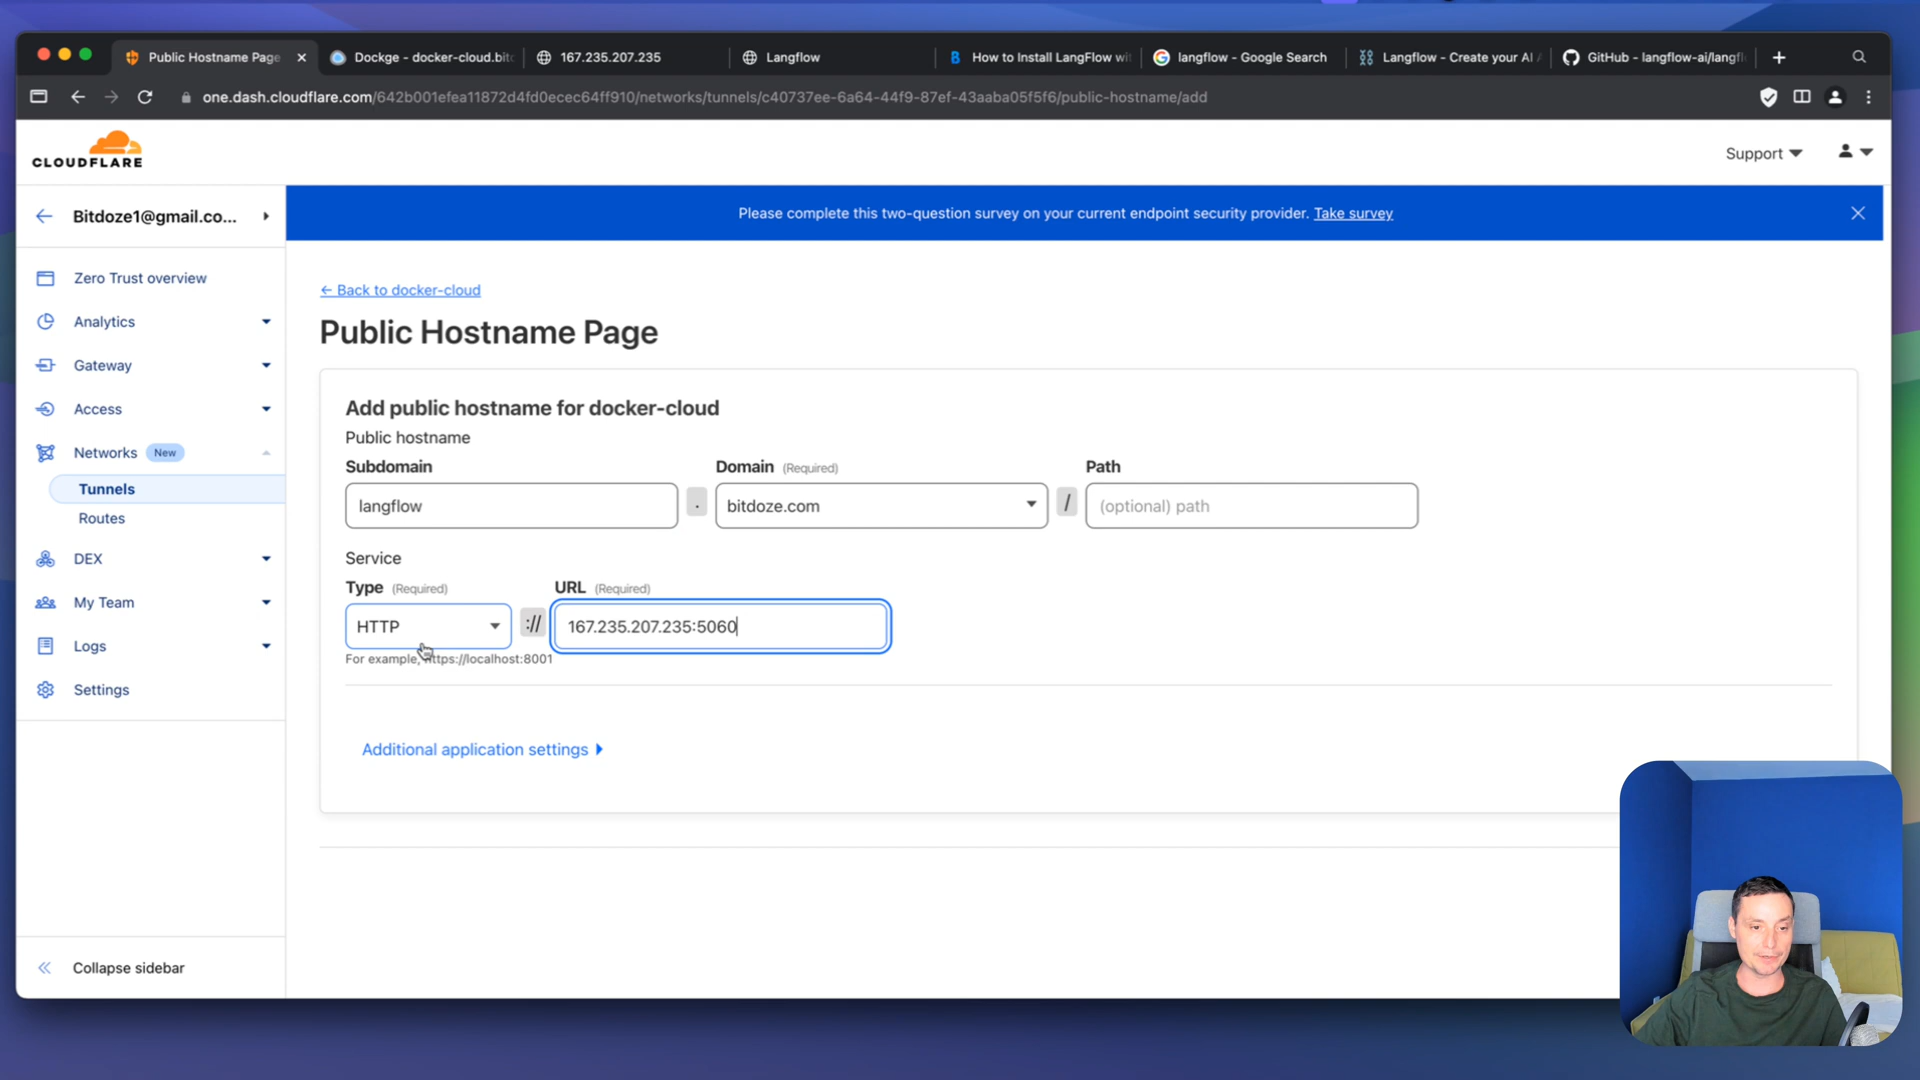 Public Hostname Page
Dockge - docker-cloud.bit
167.235.207.235
Langflow
How to Install LangFlow wit
langflow - Google Search
Langflow - Create your AI A
GitHub - langflow-ai/langfl
one.dash.cloudflare.com/642b001efea11872d4fd0ecec64ff910/networks/tunnels/c40737ee-6a64-44f9-87ef-43aaba05f5f6/public-hostname/add
CLOUDFLARE
Support
Bitdoze1@gmail.co...
Please complete this two-question survey on your current endpoint security provider. Take survey
Zero Trust overview
Analytics
Gateway
Access
Networks New
Tunnels
Routes
DEX
My Team
Logs
Settings
Collapse sidebar
← Back to docker-cloud
Public Hostname Page
Add public hostname for docker-cloud
Public hostname
Subdomain
Domain (Required)
Path
langflow
.
bitdoze.com
/
(optional) path
Service
Type (Required)
URL (Required)
HTTP
://
167.235.207.235:5060
For example, https://localhost:8001
Additional application settings